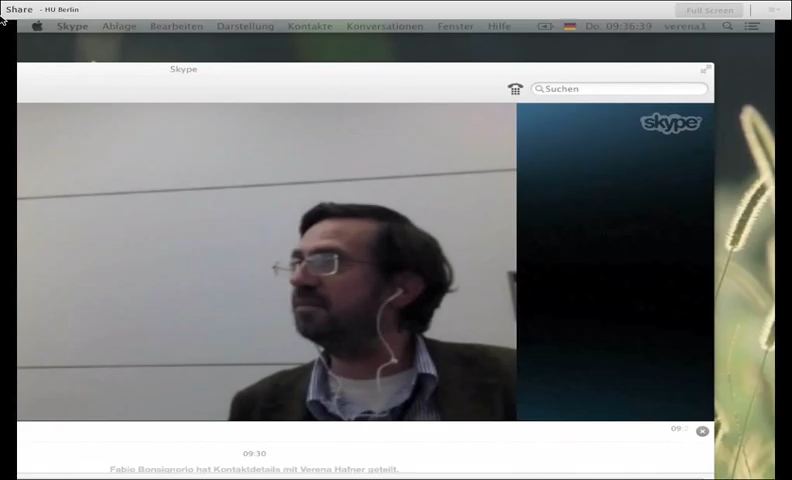 Share - HU Berlin
Full Screen
Skype Ablage Bearbeiten Darstellung Kontakte Konversationen Fenster Hilfe Do. 09:36:39 verena1
Skype
Suchen
skype
09:30
Fabio Bonsignorio hat Kontaktdetails mit Verena Hafner geteilt.